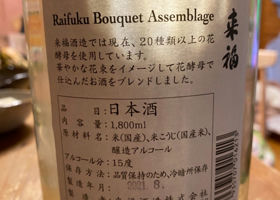 Raifuku Bouquet Assemblage
来福
来福酒造では現在、20種類以上の花
酵母を使用しています。
華やかな花束をイメージして花酵母で
仕込んだお酒をブレンドしました。
品目：日本酒
内容量：1,800ml
原材料名：米(国産)、米こうじ(国産米)、
醸造アルコール
アルコール分：15度
保存方法：品質保持のため、冷暗所保存
製造年月 2021.8.